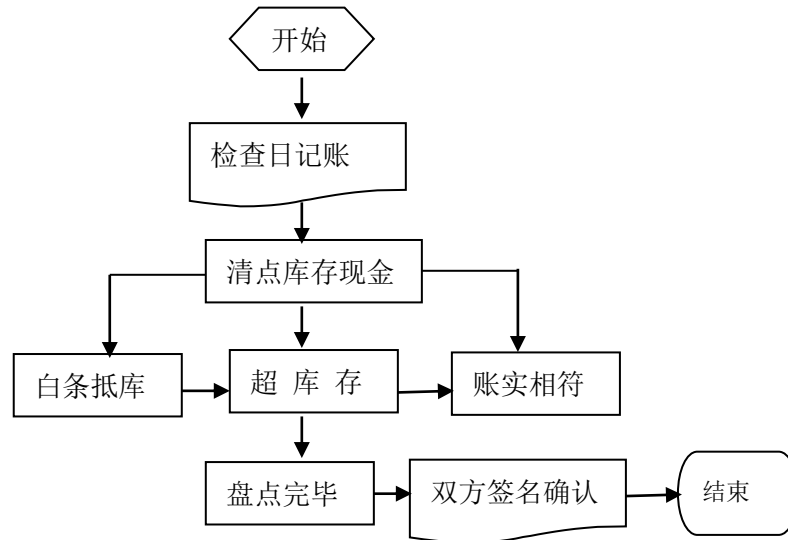 开始
检查日记账
清点库存现金
白条抵库
超 库 存
账实相符
盘点完毕
双方签名确认
结束